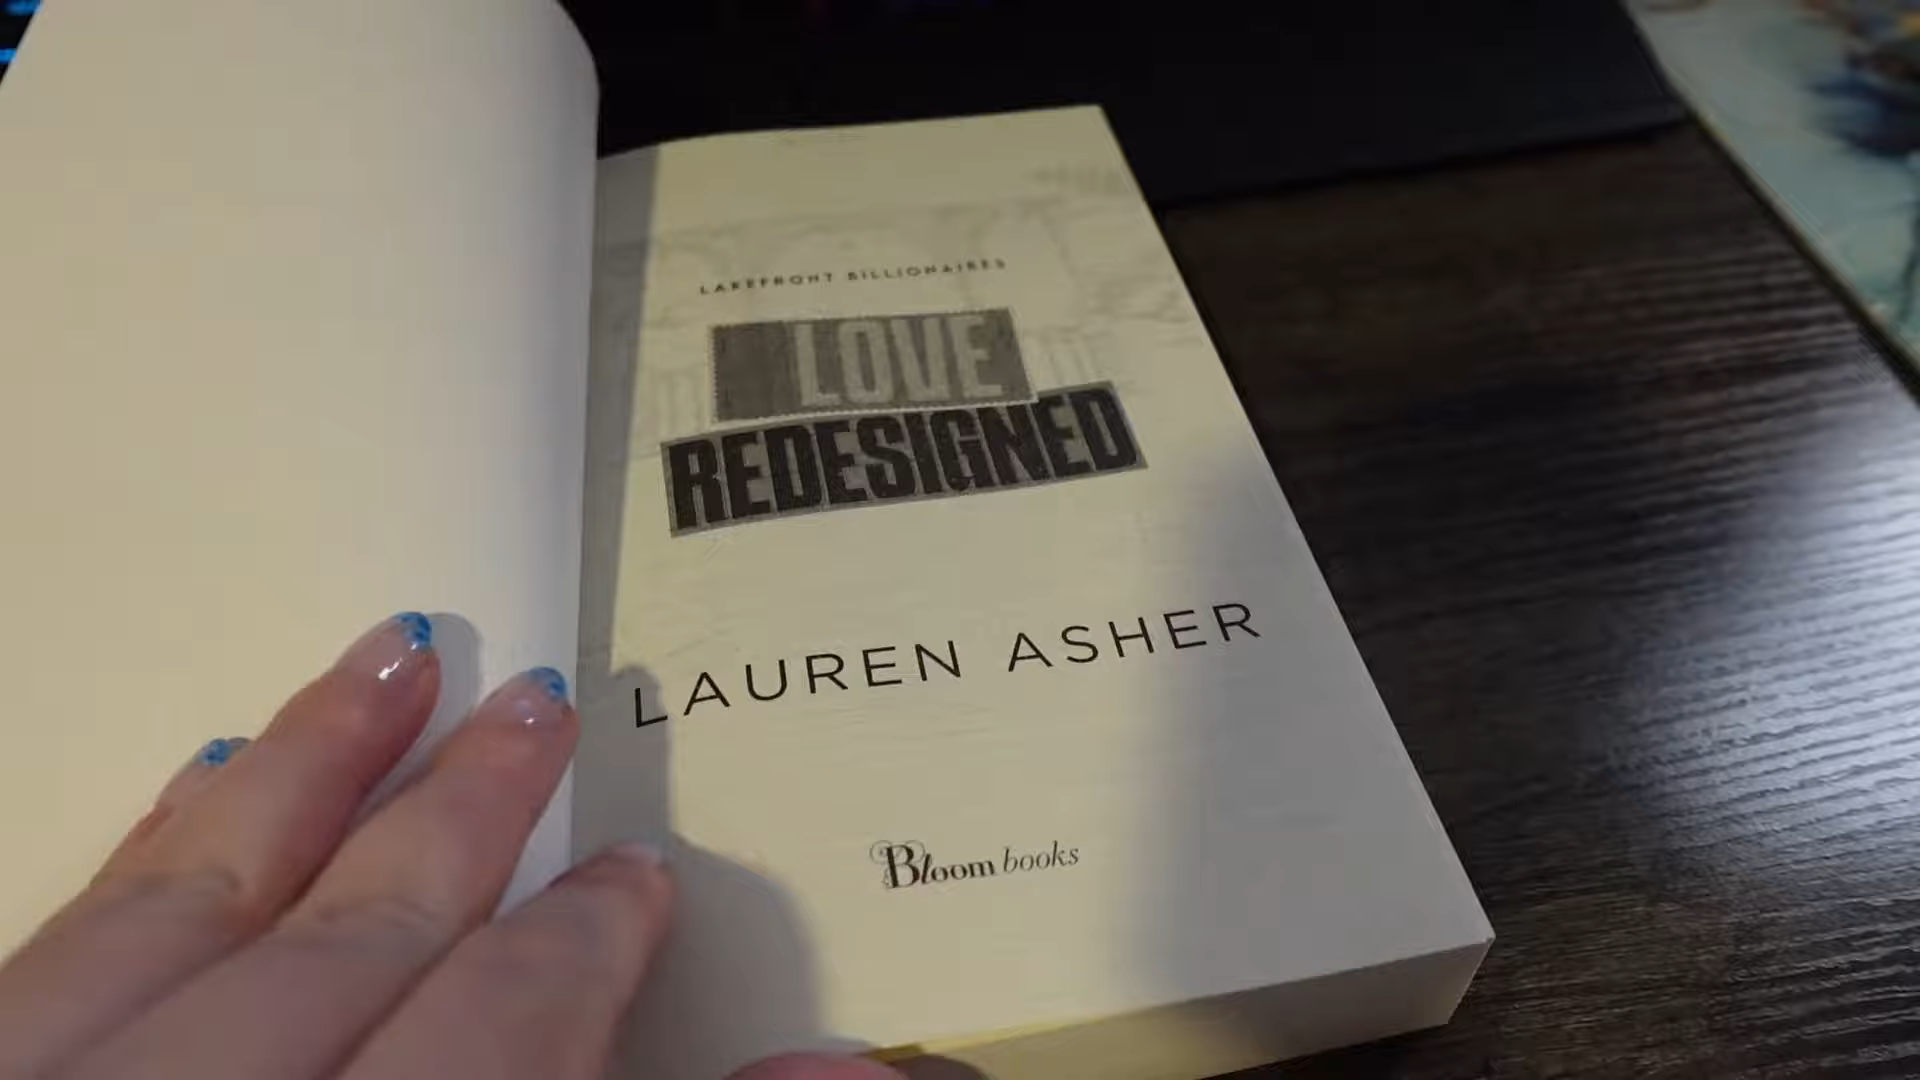 LAKEFRONT BILLIONAIRES
LOVE
REDESIGNED
LAUREN ASHER
Bloom books